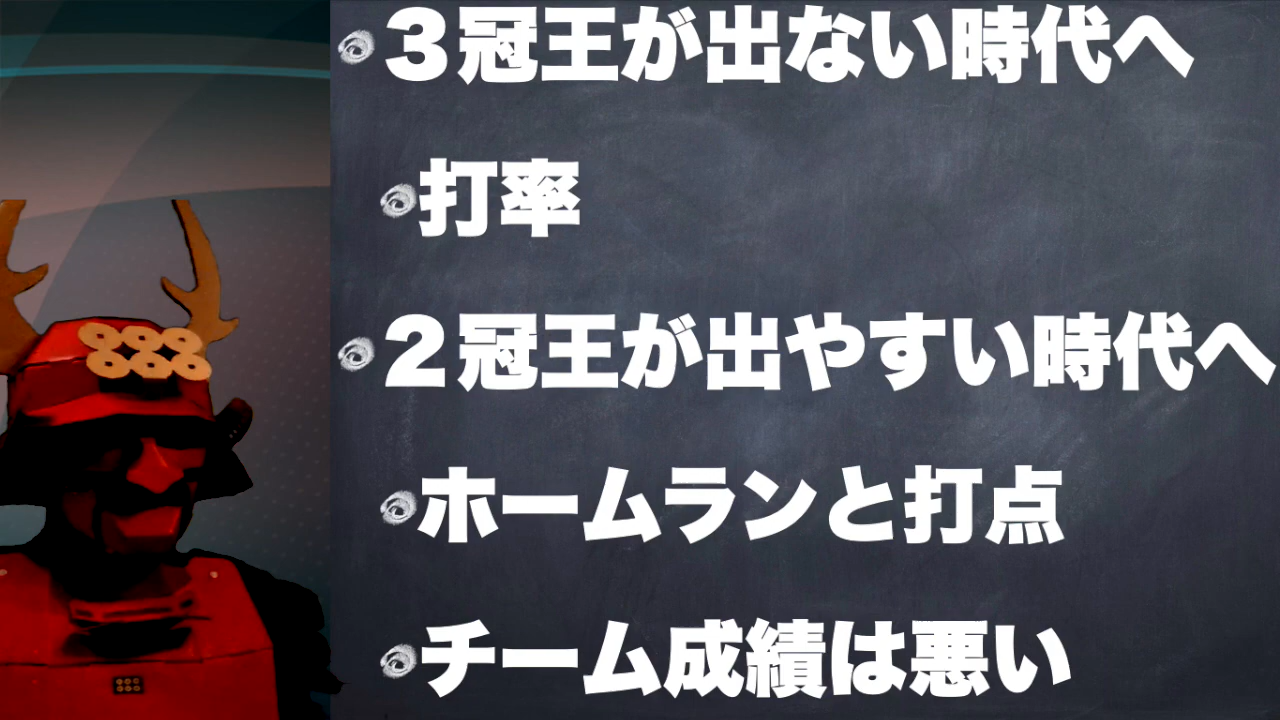 ３冠王が出ない時代へ
打率
２冠王が出やすい時代へ
ホームランと打点
チーム成績は悪い